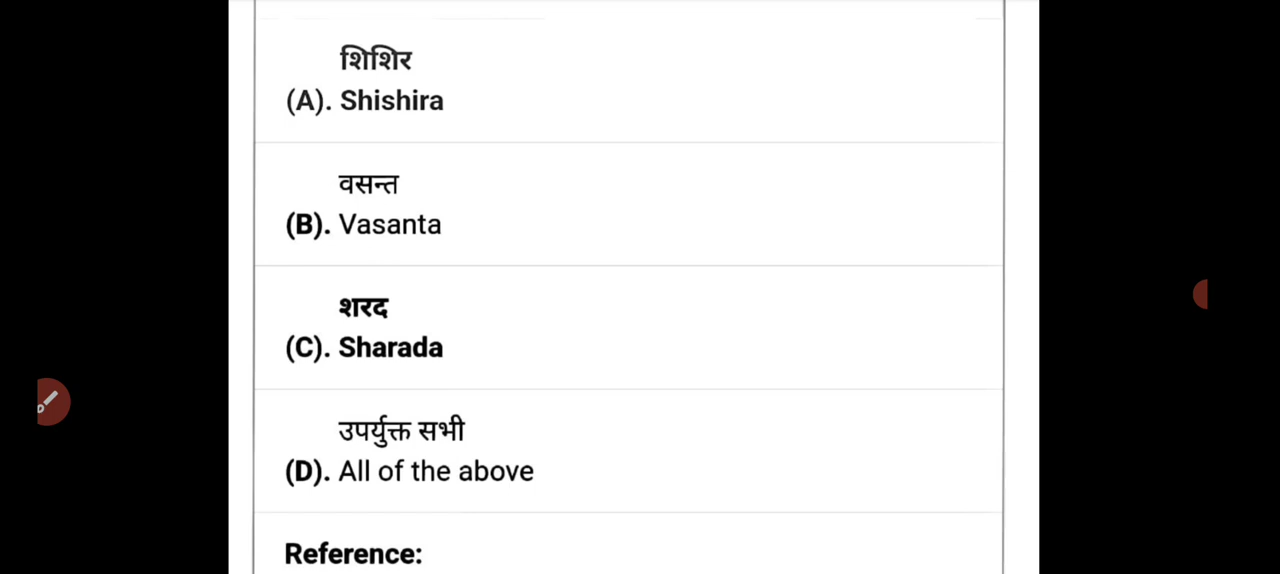 शिशिर
(A). Shishira
वसन्त
(B). Vasanta
शरद
(C). Sharada
उपर्युक्त सभी
(D). All of the above
Reference: